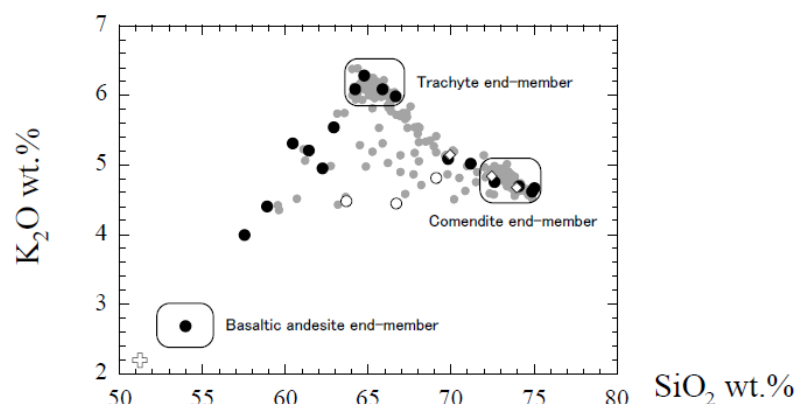 7
6
5
4
3
2
K2O wt.%
Trachyte end-member
Comendite end-member
Basaltic andesite end-member
50 55 60 65 70 75 80
SiO2 wt.%